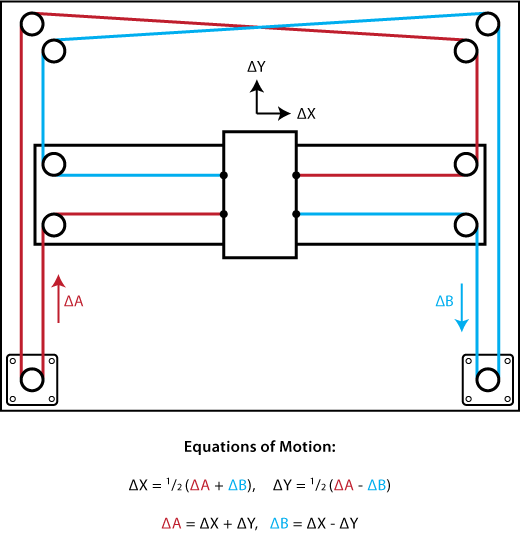 ΔY
ΔX
ΔA
ΔB
Equations of Motion:
ΔX = 1/2 (ΔA + ΔB), ΔY = 1/2 (ΔA - ΔB)
ΔA = ΔX + ΔY, ΔB = ΔX - ΔY